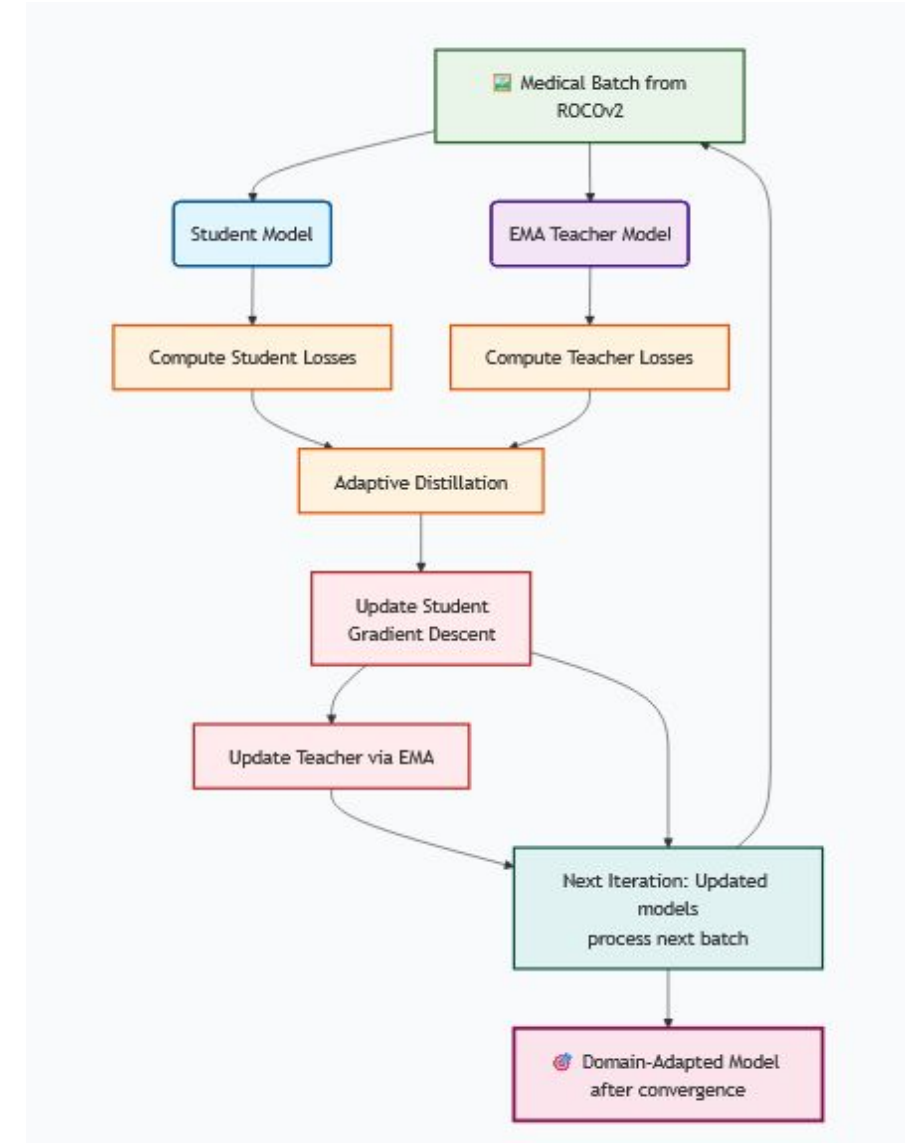 Medical Batch from
ROCOv2
Student Model
EMA Teacher Model
Compute Student Losses
Compute Teacher Losses
Adaptive Distillation
Update Student
Gradient Descent
Update Teacher via EMA
Next Iteration: Updated
models
process next batch
Domain-Adapted Model
after convergence